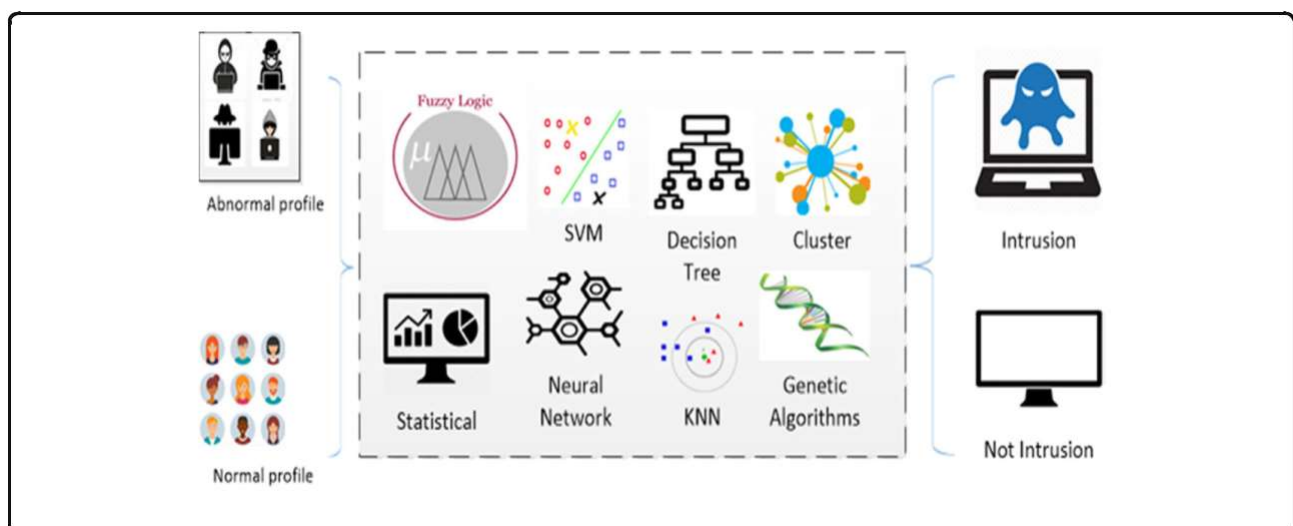 Abnormal profile
Normal profile
Fuzzy Logic
μ
SVM
Decision
Tree
Cluster
Statistical
Neural
Network
KNN
Genetic
Algorithms
Intrusion
Not Intrusion